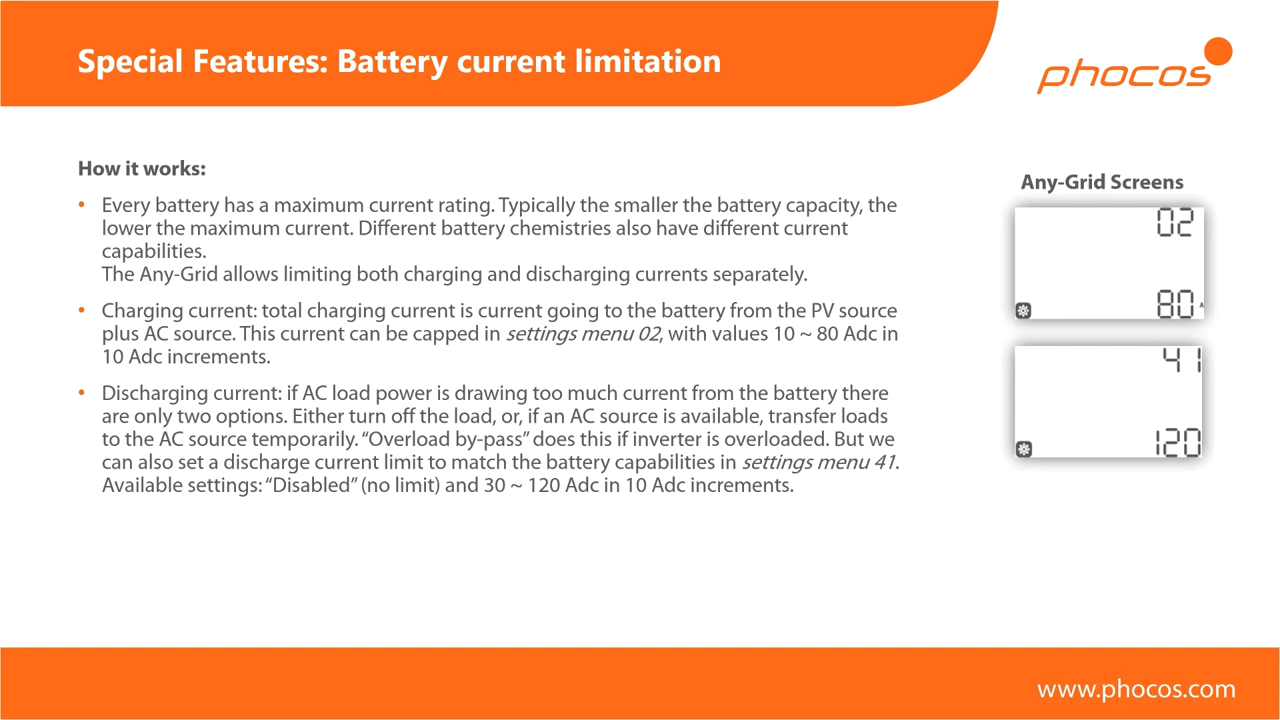 Special Features: Battery current limitation
phocos
How it works:
• Every battery has a maximum current rating. Typically the smaller the battery capacity, the
lower the maximum current. Different battery chemistries also have different current
capabilities.
The Any-Grid allows limiting both charging and discharging currents separately.
• Charging current: total charging current is current going to the battery from the PV source
plus AC source. This current can be capped in settings menu 02, with values 10 ~ 80 Adc in
10 Adc increments.
• Discharging current: if AC load power is drawing too much current from the battery there
are only two options. Either turn off the load, or, if an AC source is available, transfer loads
to the AC source temporarily. “Overload by-pass” does this if inverter is overloaded. But we
can also set a discharge current limit to match the battery capabilities in settings menu 41.
Available settings: “Disabled” (no limit) and 30 ~ 120 Adc in 10 Adc increments.
Any-Grid Screens
02
80 A
41
120
www.phocos.com